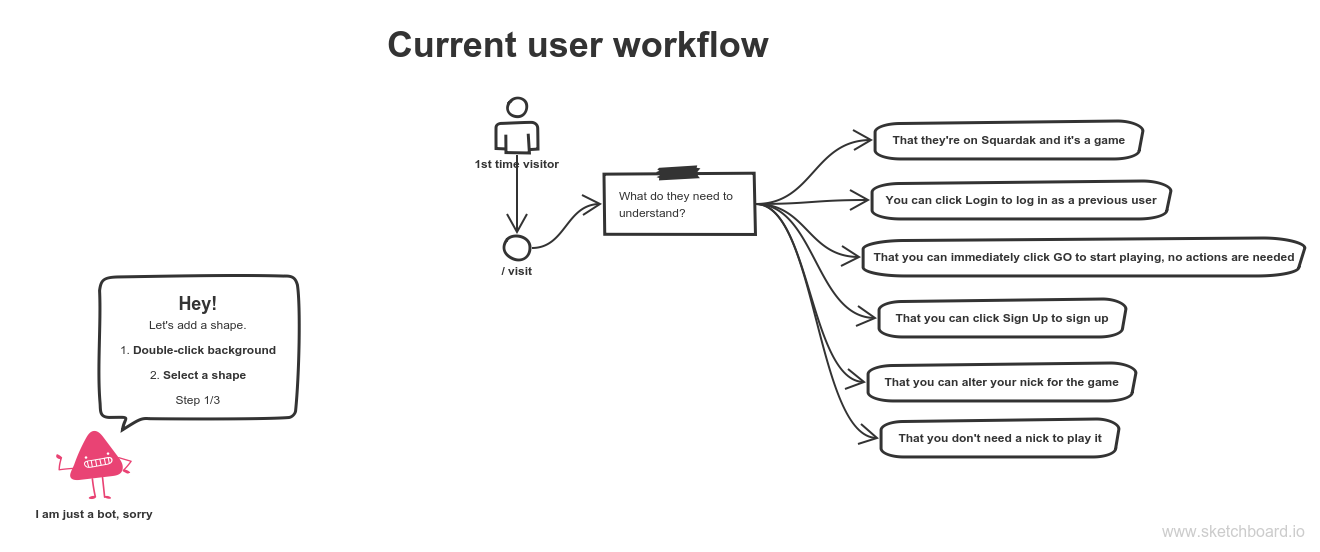 Current user workflow
1st time visitor
/ visit
What do they need to
understand?
That they're on Squardak and it's a game
You can click Login to log in as a previous user
That you can immediately click GO to start playing, no actions are needed
That you can click Sign Up to sign up
That you can alter your nick for the game
That you don't need a nick to play it
Hey!
Let's add a shape.
1. Double-click background
2. Select a shape
Step 1/3
I am just a bot, sorry
www.sketchboard.io